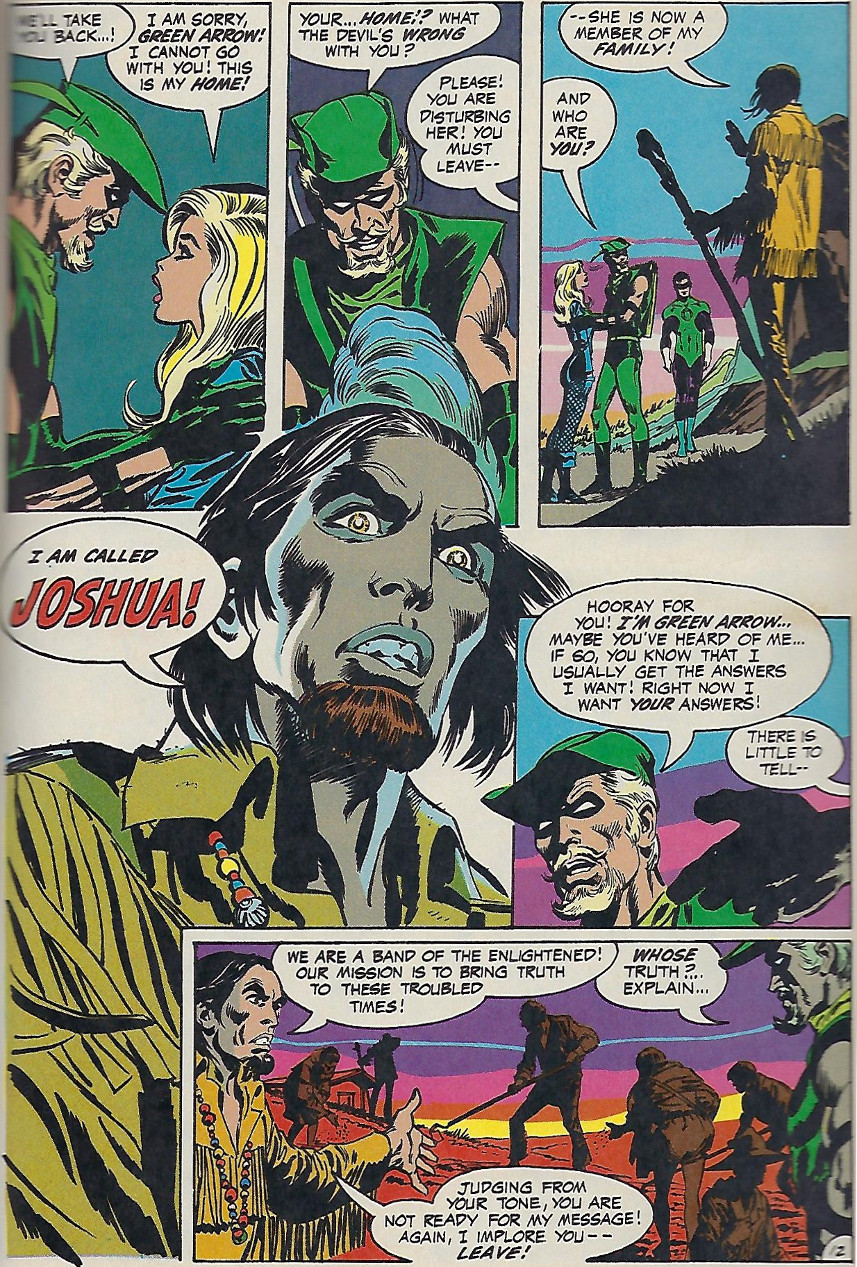 WE'LL TAKE
YOU BACK...!
I AM SORRY,
GREEN ARROW!
I CANNOT GO
WITH YOU! THIS
IS MY HOME!
YOUR...HOME!? WHAT
THE DEVIL'S WRONG
WITH YOU?
PLEASE!
YOU ARE
DISTURBING
HER! YOU
MUST
LEAVE--
--SHE IS NOW A
MEMBER OF MY
FAMILY!
AND
WHO
ARE
YOU?
I AM CALLED
JOSHUA!
HOORAY FOR
YOU! I'M GREEN ARROW...
MAYBE YOU'VE HEARD OF ME...
IF SO, YOU KNOW THAT I
USUALLY GET THE ANSWERS
I WANT! RIGHT NOW I
WANT YOUR ANSWERS!
THERE IS
LITTLE TO
TELL--
WE ARE A BAND OF THE ENLIGHTENED!
OUR MISSION IS TO BRING TRUTH
TO THESE TROUBLED
TIMES!
WHOSE
TRUTH?..
EXPLAIN...
JUDGING FROM
YOUR TONE, YOU ARE
NOT READY FOR MY MESSAGE!
AGAIN, I IMPLORE YOU--
LEAVE!
12